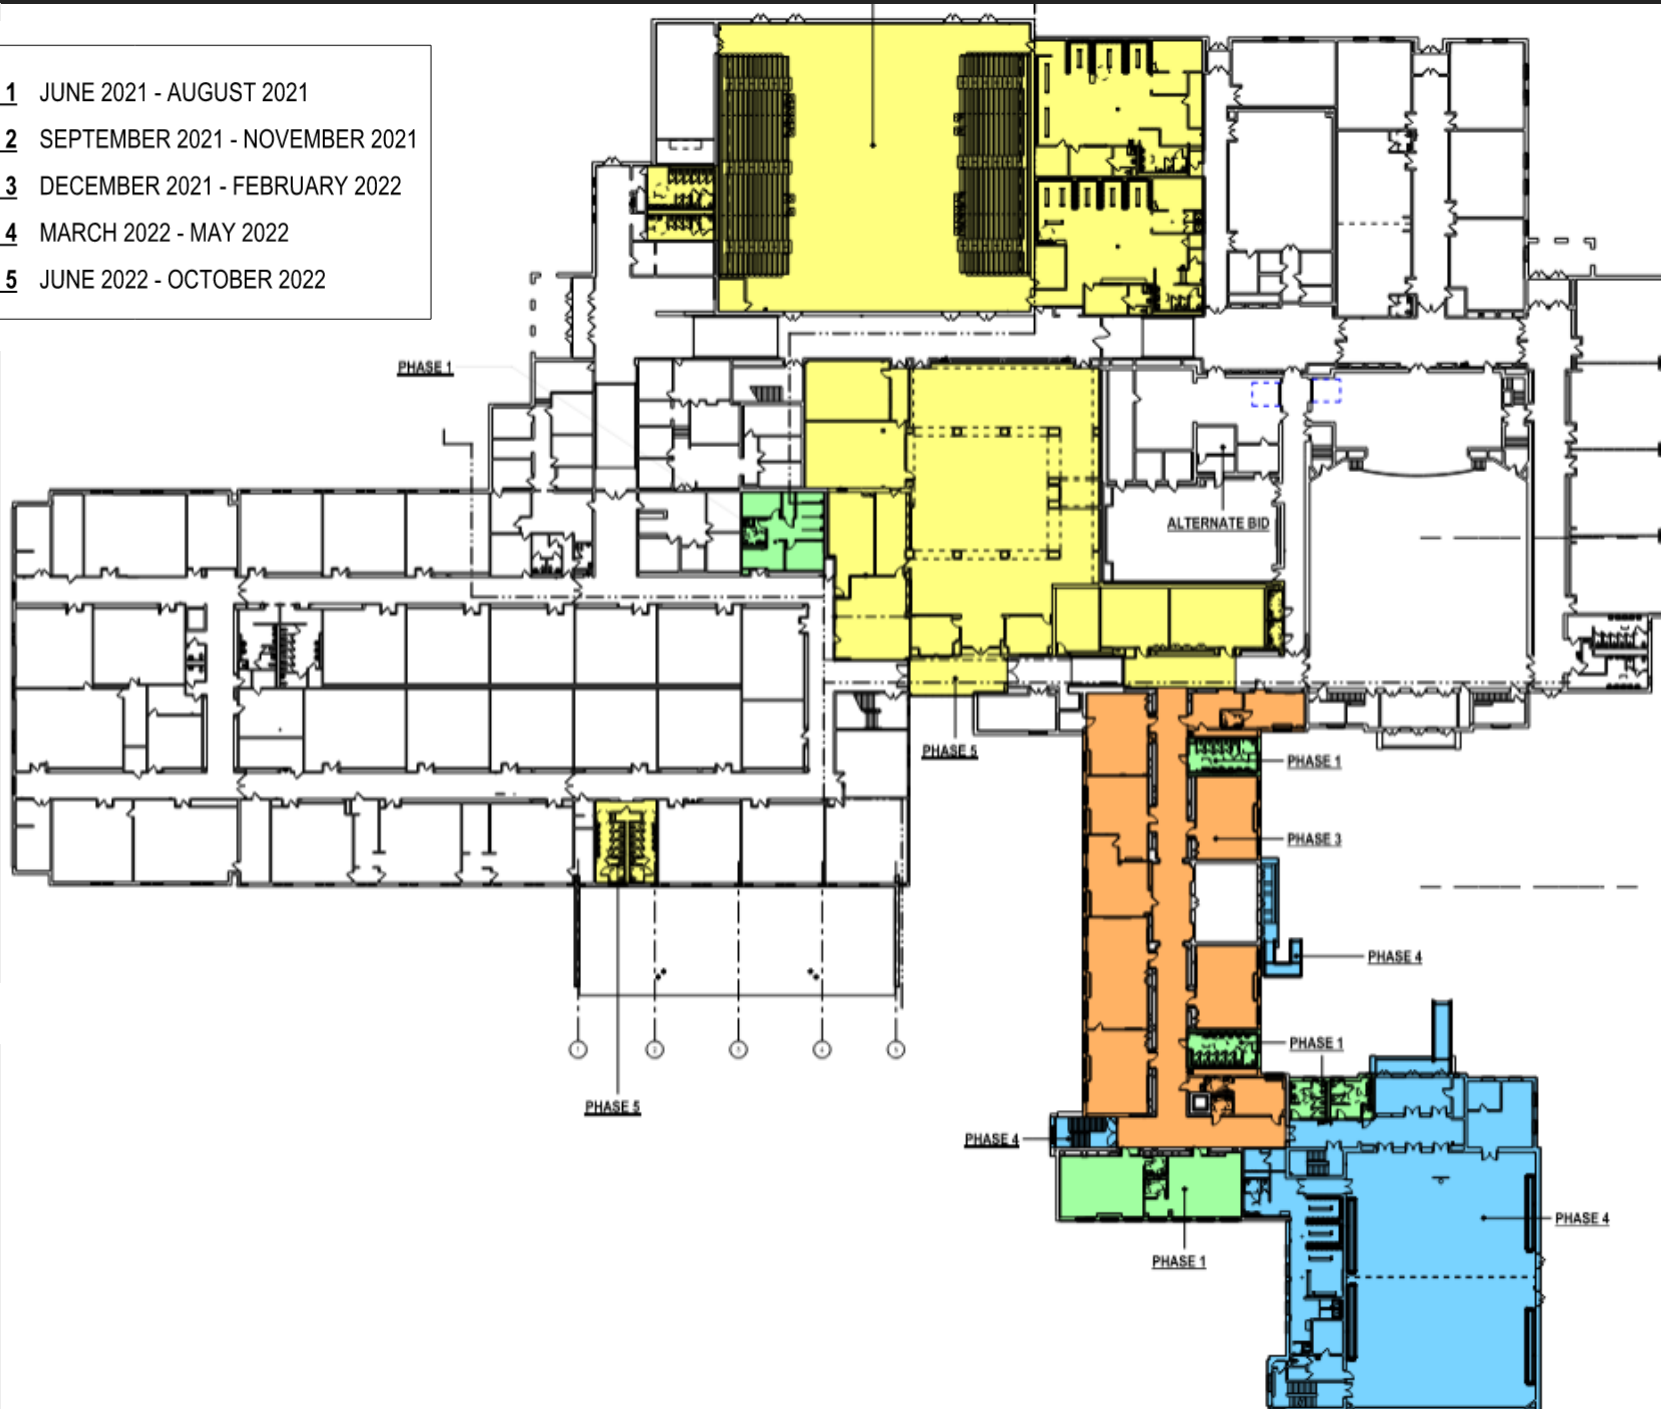 1 JUNE 2021 - AUGUST 2021
2 SEPTEMBER 2021 - NOVEMBER 2021
3 DECEMBER 2021 - FEBRUARY 2022
4 MARCH 2022 - MAY 2022
5 JUNE 2022 - OCTOBER 2022
PHASE 1
ALTERNATE BID
PHASE 5
PHASE 1
PHASE 3
PHASE 4
PHASE 1
PHASE 5
PHASE 4
PHASE 4
PHASE 1